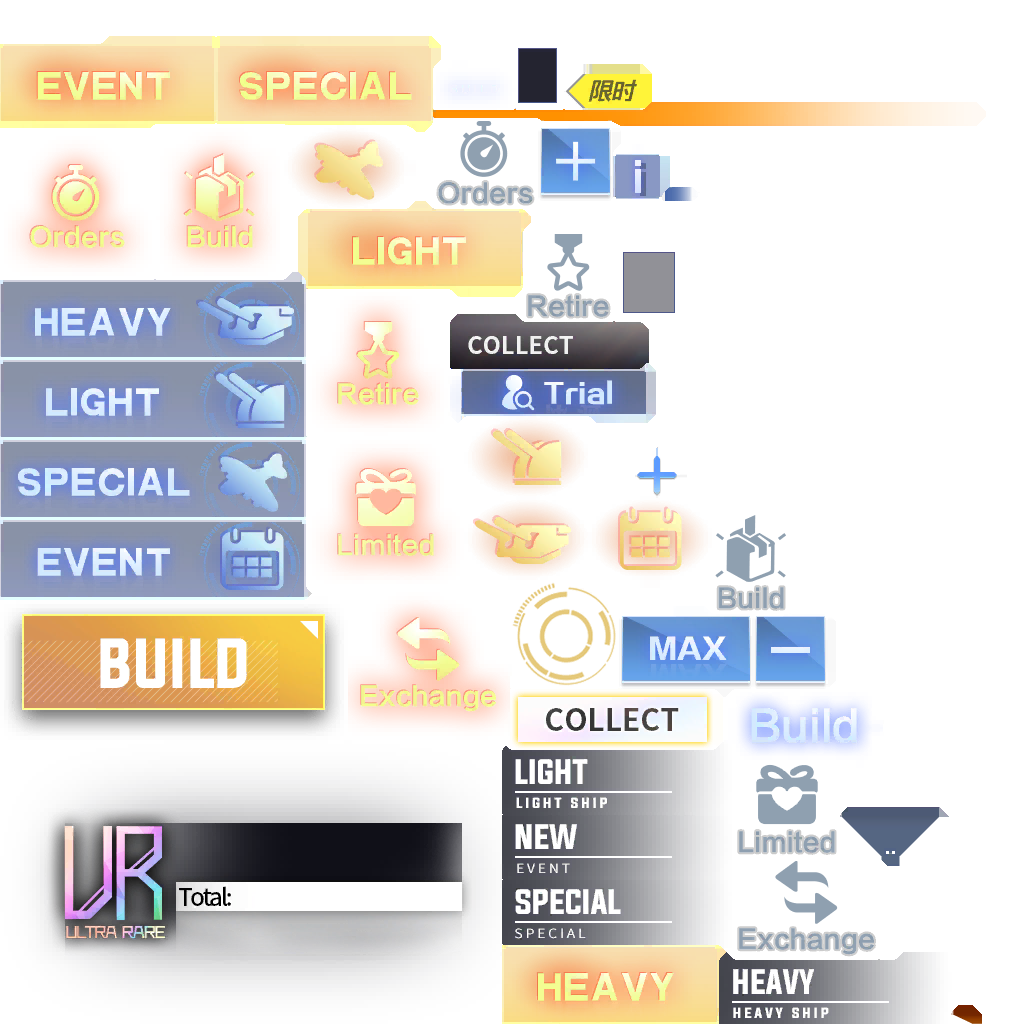 EVENT
SPECIAL
限时
Orders
Build
Orders
i
LIGHT
Retire
HEAVY
COLLECT
Retire
Trial
LIGHT
SPECIAL
Limited
EVENT
Build
BUILD
MAX
Exchange
COLLECT
Build
LIGHT
LIGHT SHIP
NEW
EVENT
Limited
UR
ULTRA RARE
Total:
SPECIAL
SPECIAL
Exchange
HEAVY
HEAVY
HEAVY SHIP